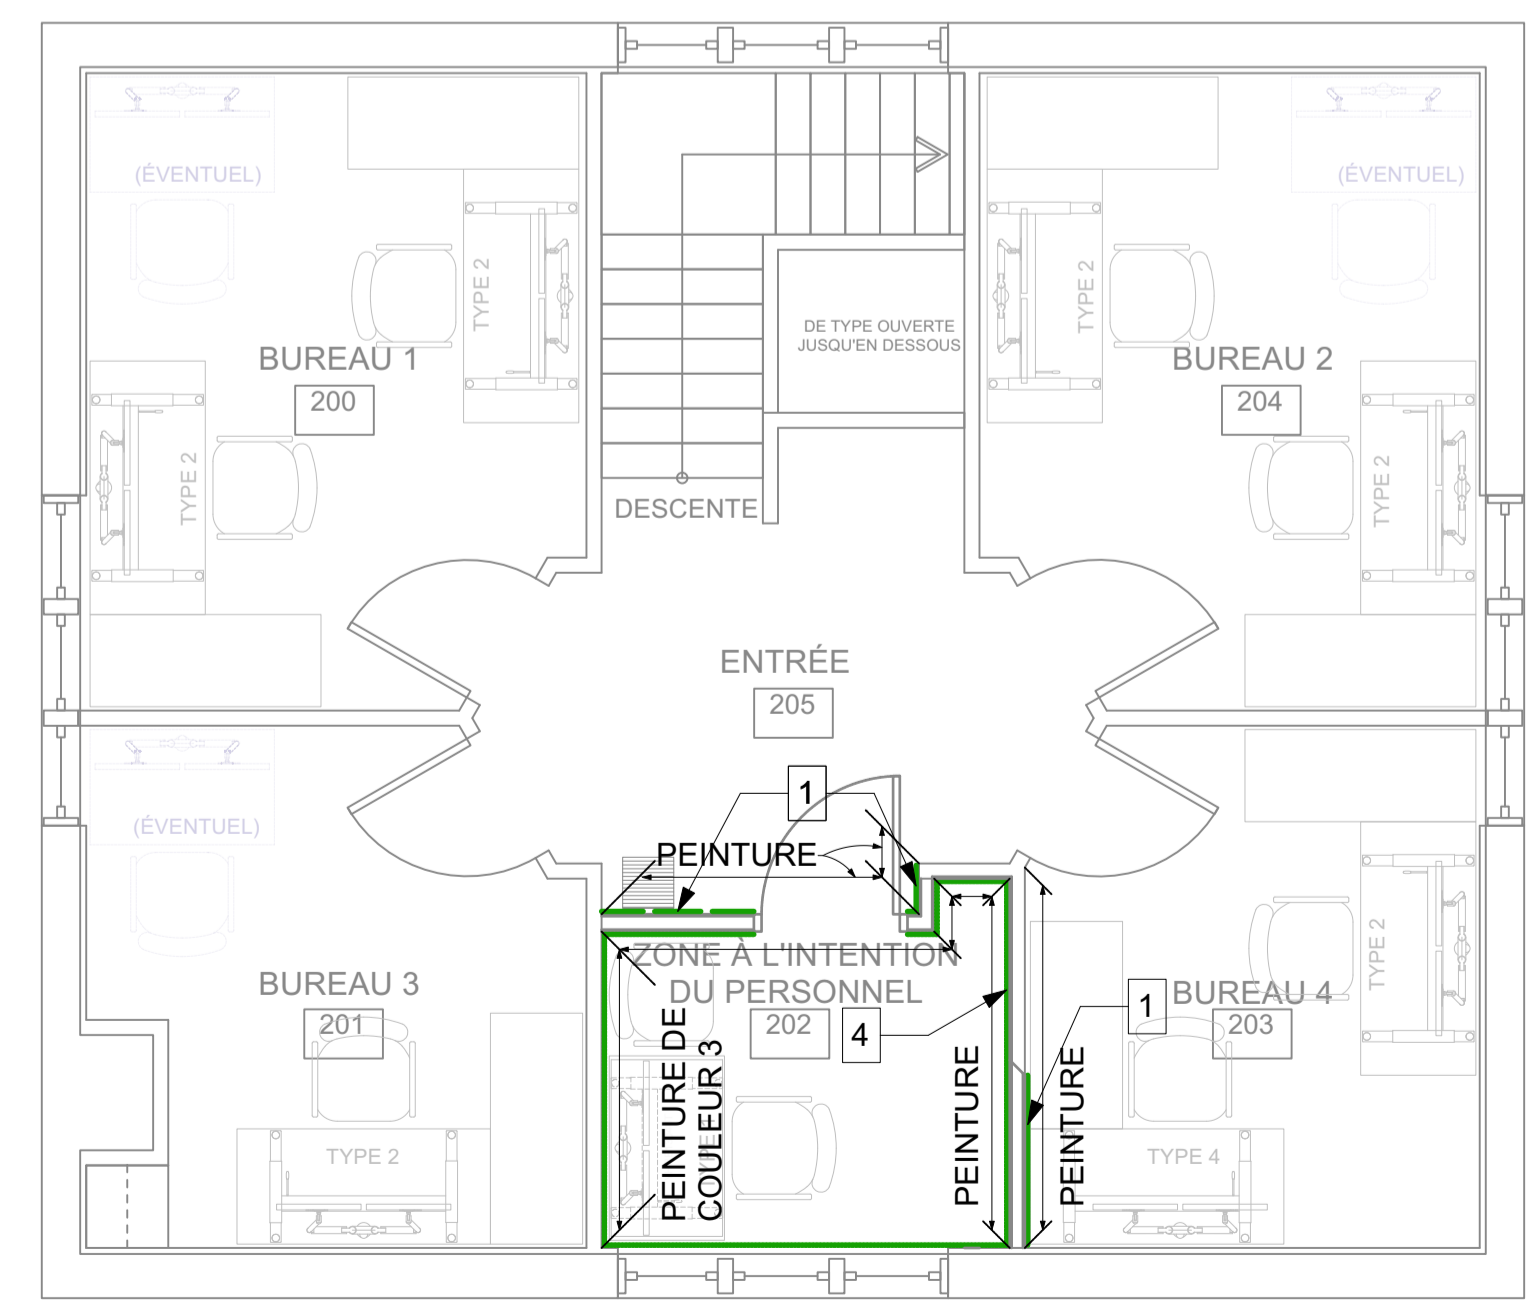 (ÉVENTUEL)
(ÉVENTUEL)
TYPE 2
TYPE 2
DE TYPE OUVERTE
JUSQU'EN DESSOUS
BUREAU 1
200
BUREAU 2
204
TYPE 2
TYPE 2
DESCENTE
ENTRÉE
205
1
(ÉVENTUEL)
PEINTURE
ZONE À L'INTENTION
DU PERSONNEL
202
BUREAU 3
201
BUREAU 4
203
TYPE 2
4
1
PEINTURE DE
COULEUR 3
PEINTURE
PEINTURE
TYPE 2
TYPE 4